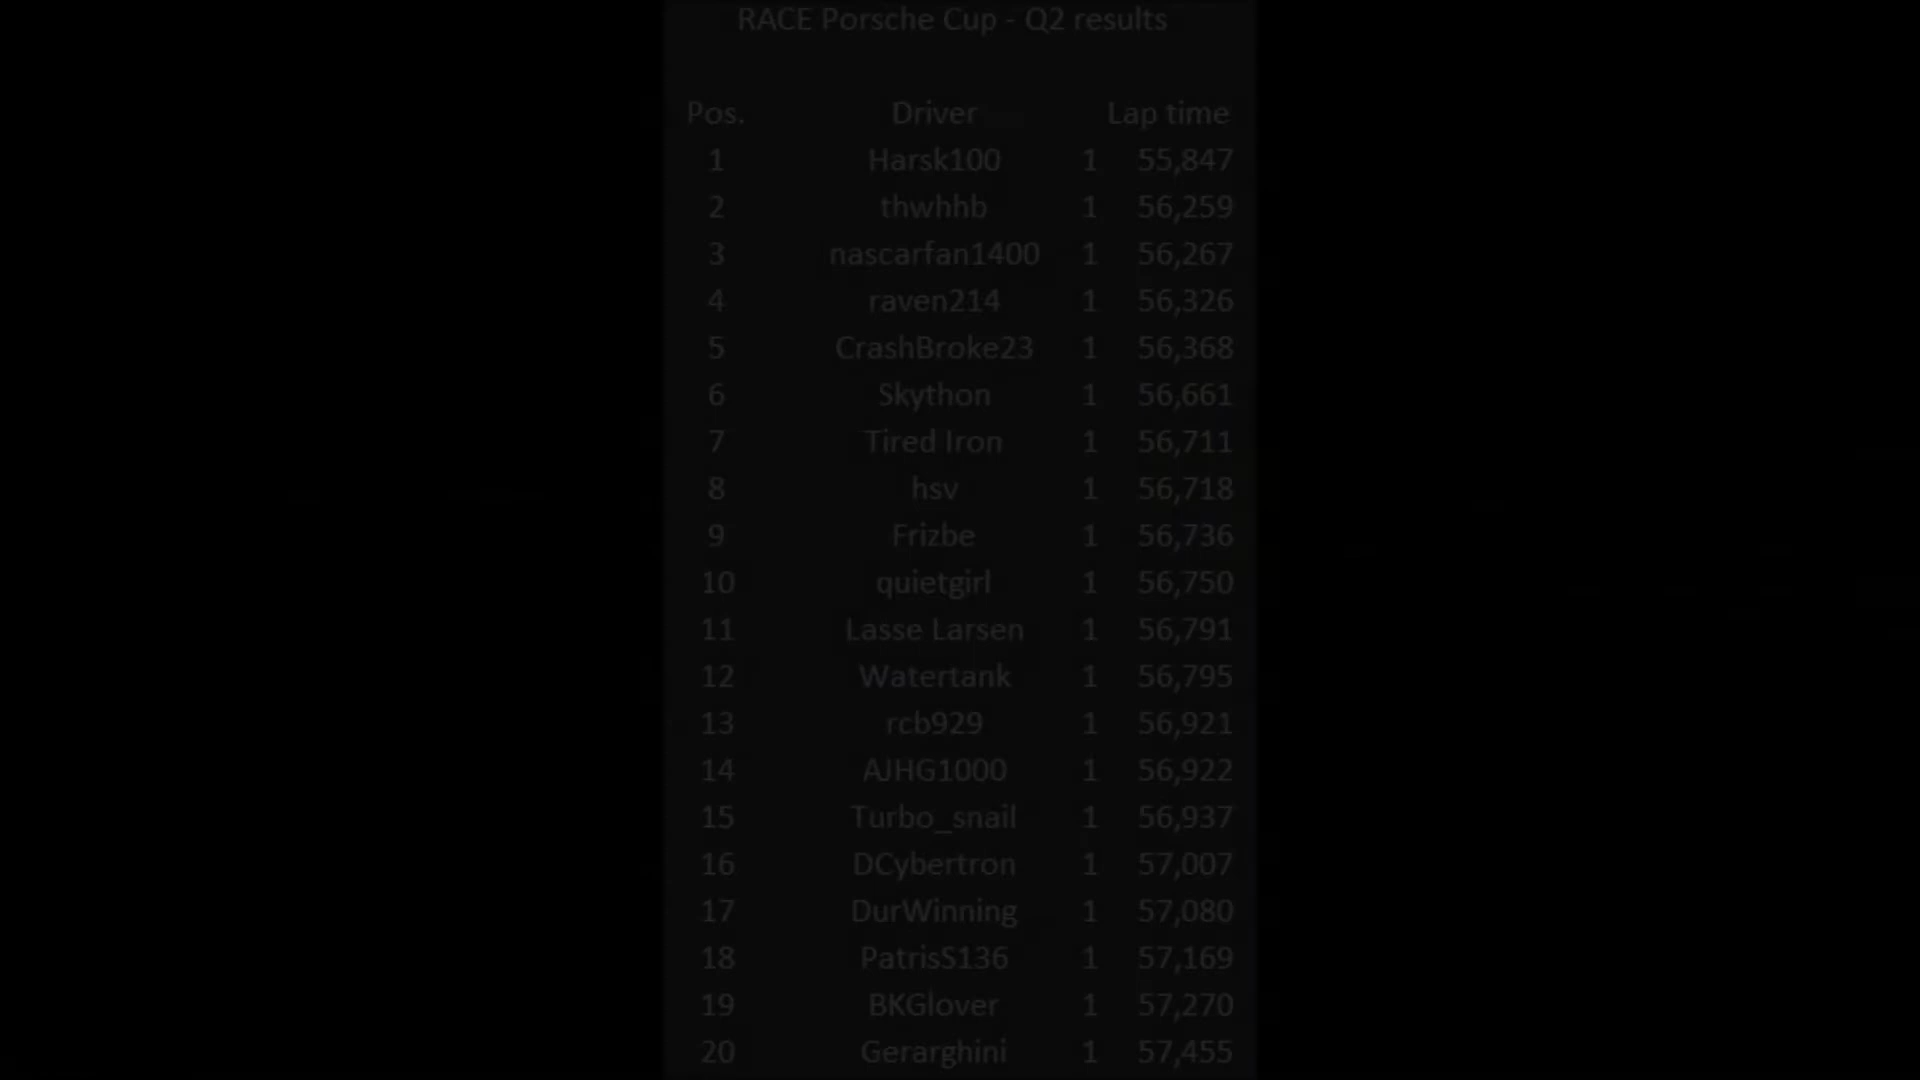 RACE Porsche Cup - Q2 results
Pos. Driver Lap time
1 Harsk100 1 55,847
2 thwhhb 1 56,259
3 nascarfan1400 1 56,267
4 raven214 1 56,326
5 CrashBroke23 1 56,368
6 Skython 1 56,661
7 Tired Iron 1 56,711
8 hsv 1 56,718
9 Frizbe 1 56,736
10 quietgirl 1 56,750
11 Lasse Larsen 1 56,791
12 Watertank 1 56,795
13 rcb929 1 56,921
14 AJHG1000 1 56,922
15 Turbo_snail 1 56,937
16 DCybertron 1 57,007
17 DurWinning 1 57,080
18 PatrisS136 1 57,169
19 BKGlover 1 57,270
20 Gerarghini 1 57,455